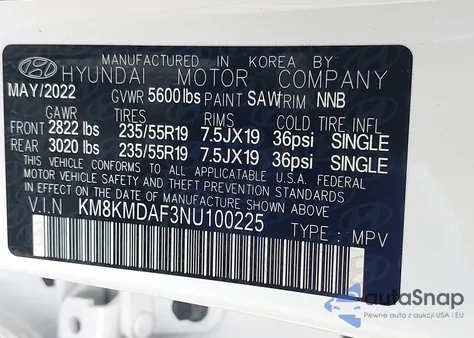 MANUFACTURED IN KOREA BY
HYUNDAI MOTOR COMPANY
MAY/2022 GVWR 5600 lbs PAINT SAW TRIM NNB
GAWR TIRES RIMS COLD TIRE INFL
FRONT 2822 lbs 235/55R19 7.5JX19 36psi SINGLE
REAR 3020 lbs 235/55R19 7.5JX19 36psi SINGLE
THIS VEHICLE CONFORMS TO ALL APPLICABLE U.S.A. FEDERAL
MOTOR VEHICLE SAFETY AND THEFT PREVENTION STANDARDS
IN EFFECT ON THE DATE OF MANUFACTURE SHOWN ABOVE.
V.I.N KM8KMDAF3NU100225 TYPE : MPV
autoSnap
Pewne auta z aukcji USA i EU